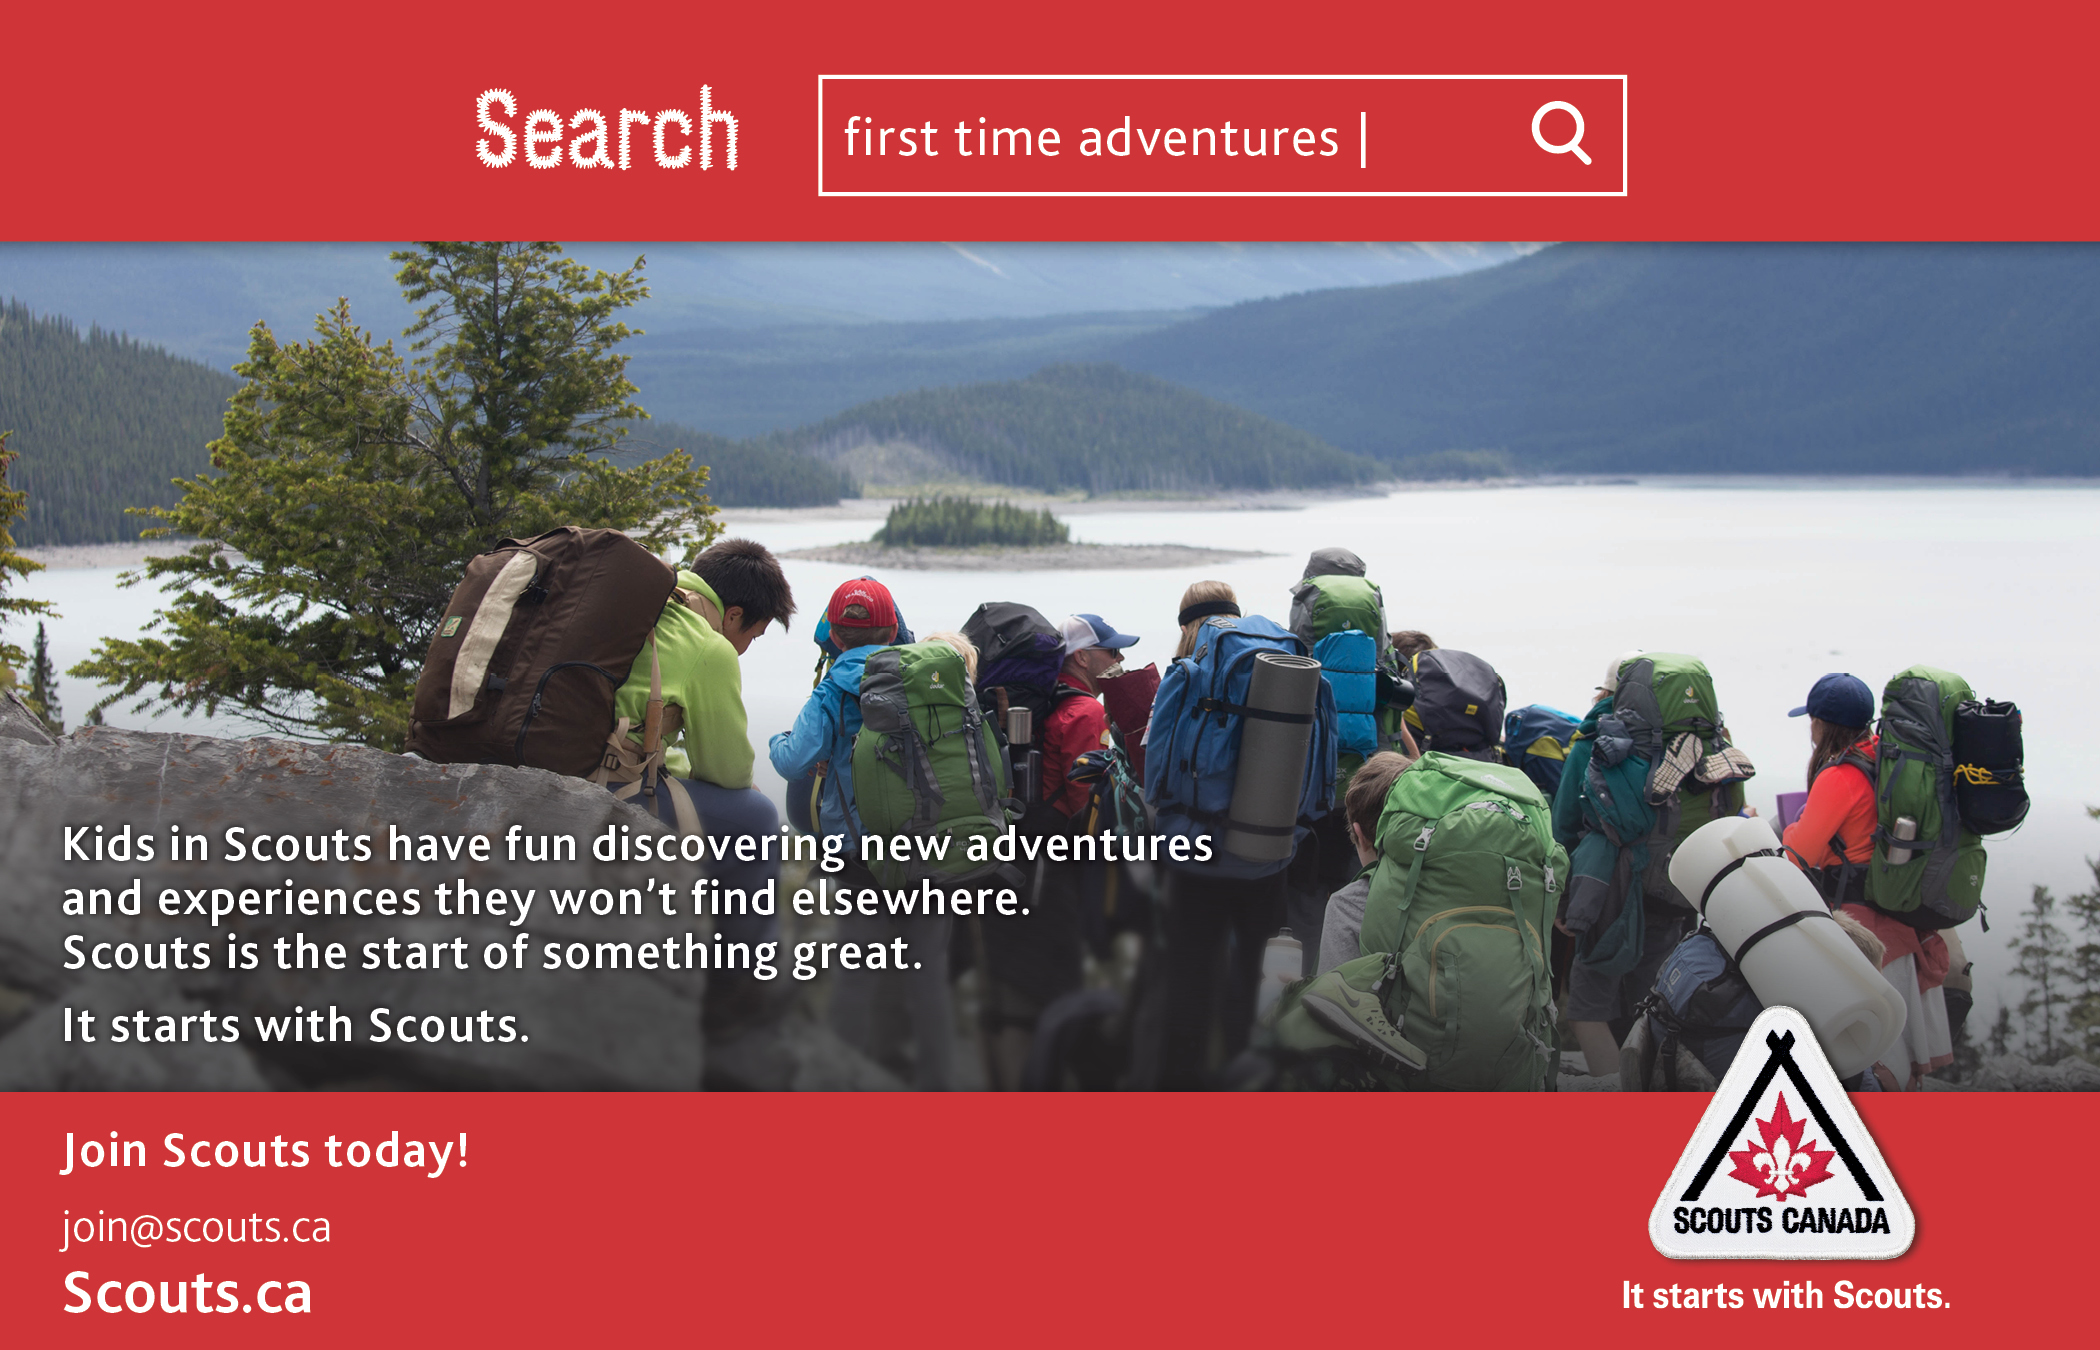 Search
first time adventures |
Kids in Scouts have fun discovering new adventures
and experiences they won't find elsewhere.
Scouts is the start of something great.
It starts with Scouts.
Join Scouts today!
join@scouts.ca
Scouts.ca
SCOUTS CANADA
It starts with Scouts.